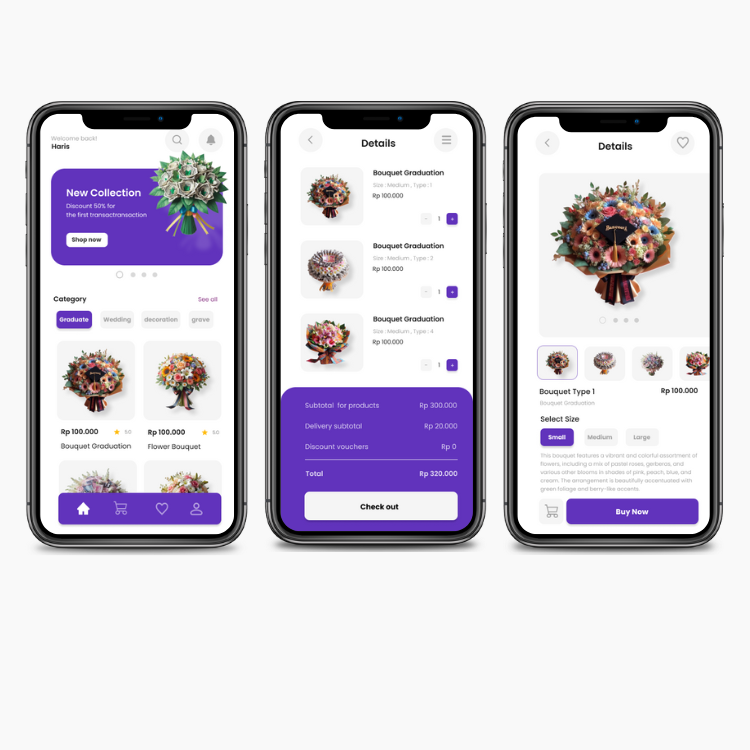 Welcome back!
Haris
New Collection
Discount 50% for
the first transactransaction
Shop now
Category
See all
Graduate
Wedding
decoration
grave
Rp 100.000
5.0
Bouquet Graduation
Rp 100.000
5.0
Flower Bouquet
Details
Bouquet Graduation
Size : Medium , Type : 1
Rp 100.000
- 1 +
Bouquet Graduation
Size : Medium , Type : 2
Rp 100.000
- 1 +
Bouquet Graduation
Size : Medium , Type : 4
Rp 100.000
- 1 +
Subtotal for products Rp 300.000
Delivery subtotal Rp 20.000
Discount vouchers Rp 0
Total Rp 320.000
Check out
Details
Bouquet Type 1 Rp 100.000
Bouquet Graduation
Select Size
Small
Medium
Large
This bouquet features a vibrant and colorful assortment of
flowers, including a mix of pastel roses, gerberas, and
various other blooms in shades of pink, peach, blue, and
cream. The arrangement is beautifully accentuated with
green foliage and berry-like accents.
Buy Now